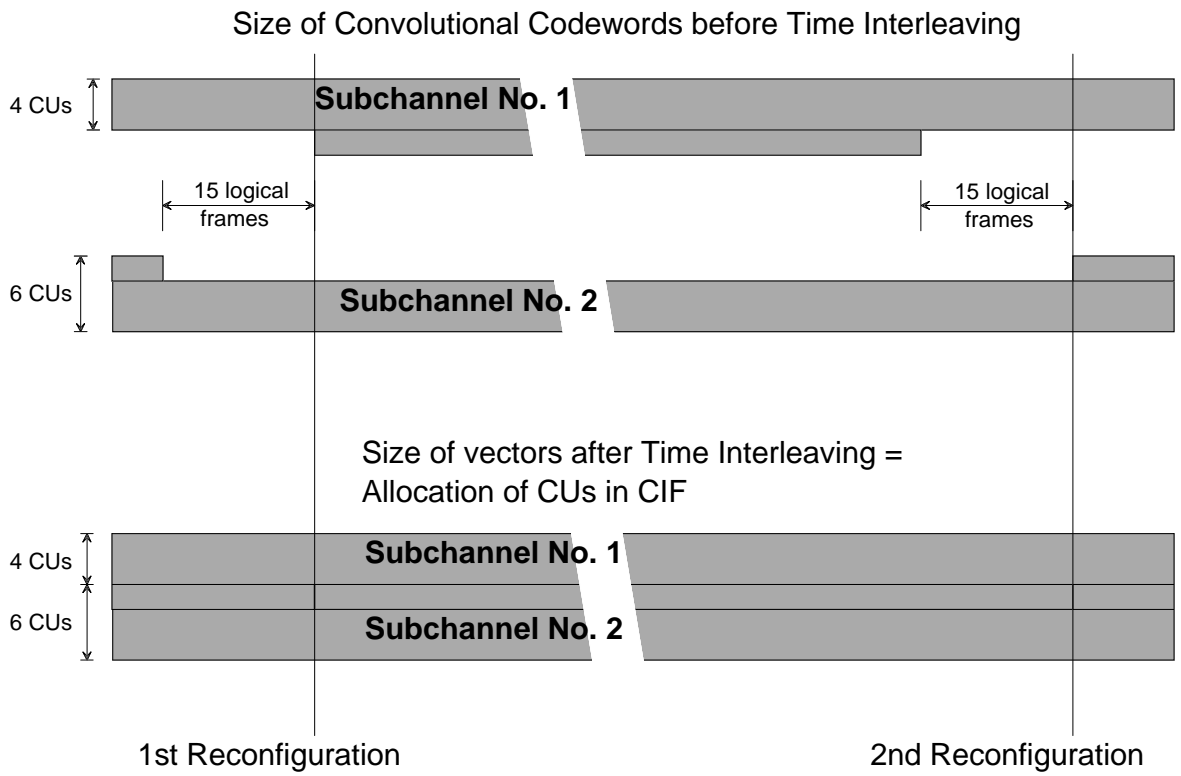 Size of Convolutional Codewords before Time Interleaving
4 CUs
Subchannel No. 1
15 logical
frames
15 logical
frames
6 CUs
Subchannel No. 2
Size of vectors after Time Interleaving =
Allocation of CUs in CIF
4 CUs
Subchannel No. 1
6 CUs
Subchannel No. 2
1st Reconfiguration
2nd Reconfiguration